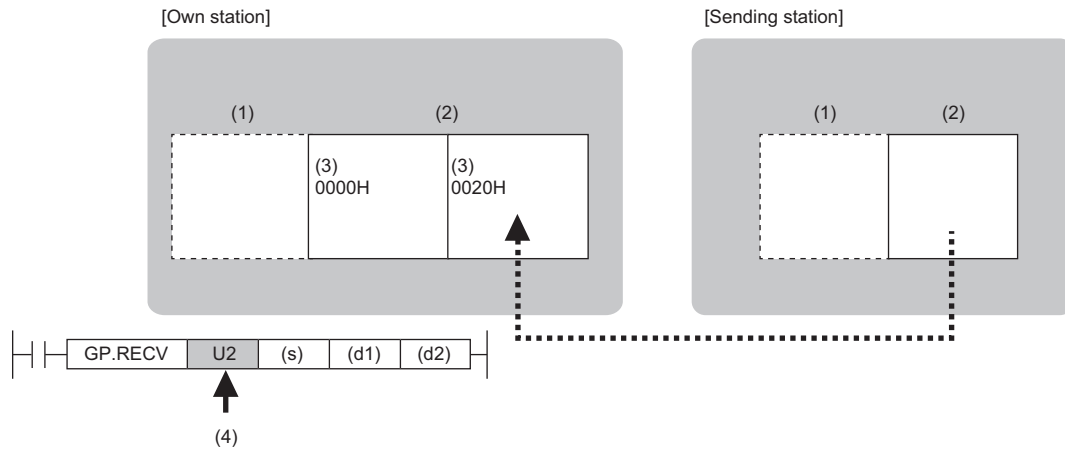 [Own station] [Sending station]
(1) (2) (1) (2)
(3) (3)
0000H 0020H
GP.RECV U2 (s) (d1) (d2)
(4)